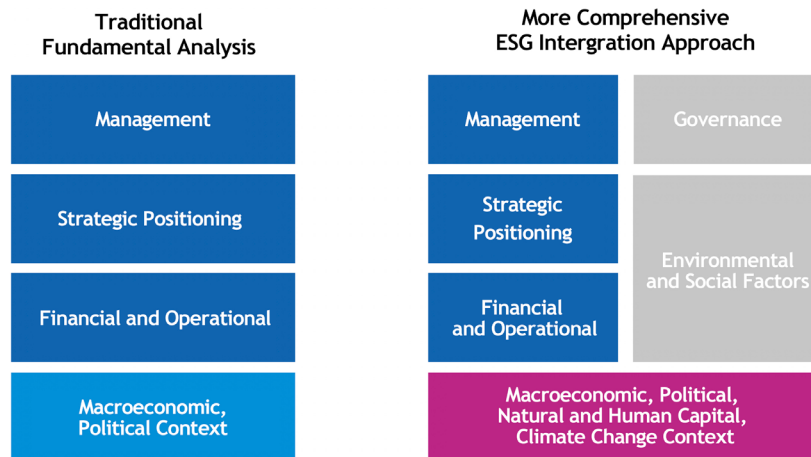 Traditional
Fundamental Analysis
Management
Strategic Positioning
Financial and Operational
Macroeconomic,
Political Context
More Comprehensive
ESG Intergration Approach
Management
Governance
Strategic
Positioning
Environmental
and Social Factors
Financial
and Operational
Macroeconomic, Political,
Natural and Human Capital,
Climate Change Context